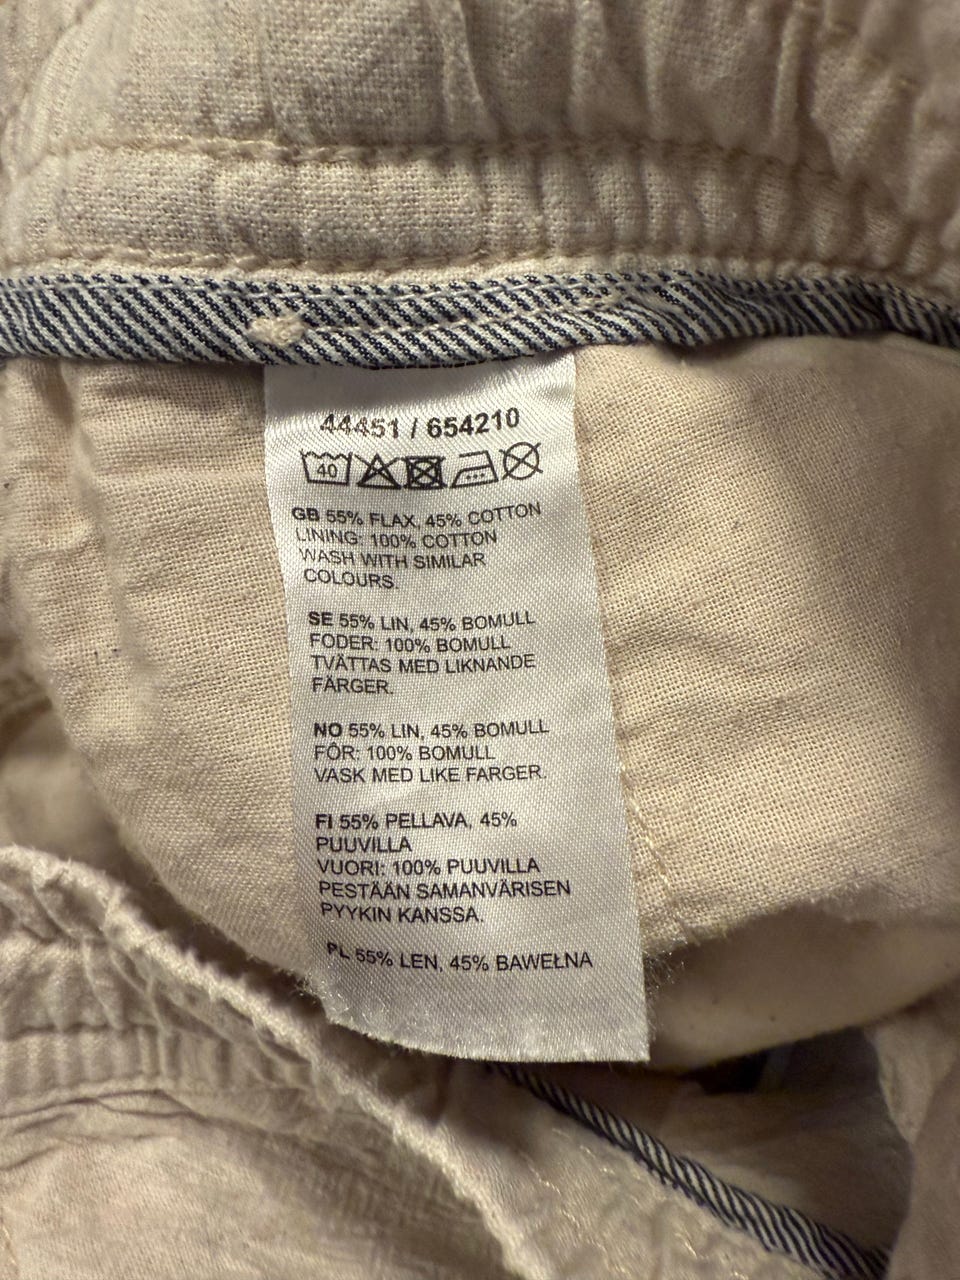 44451 / 654210
40
GB 55% FLAX, 45% COTTON
LINING: 100% COTTON
WASH WITH SIMILAR
COLOURS.
SE 55% LIN, 45% BOMULL
FODER: 100% BOMULL
TVÄTTAS MED LIKNANDE
FÄRGER.
NO 55% LIN, 45% BOMULL
FÔR: 100% BOMULL
VASK MED LIKE FARGER.
FI 55% PELLAVA, 45%
PUUVILLA
VUORI: 100% PUUVILLA
PESTÄÄN SAMANVÄRISEN
PYYKIN KANSSA.
PL 55% LEN, 45% BAWEŁNA